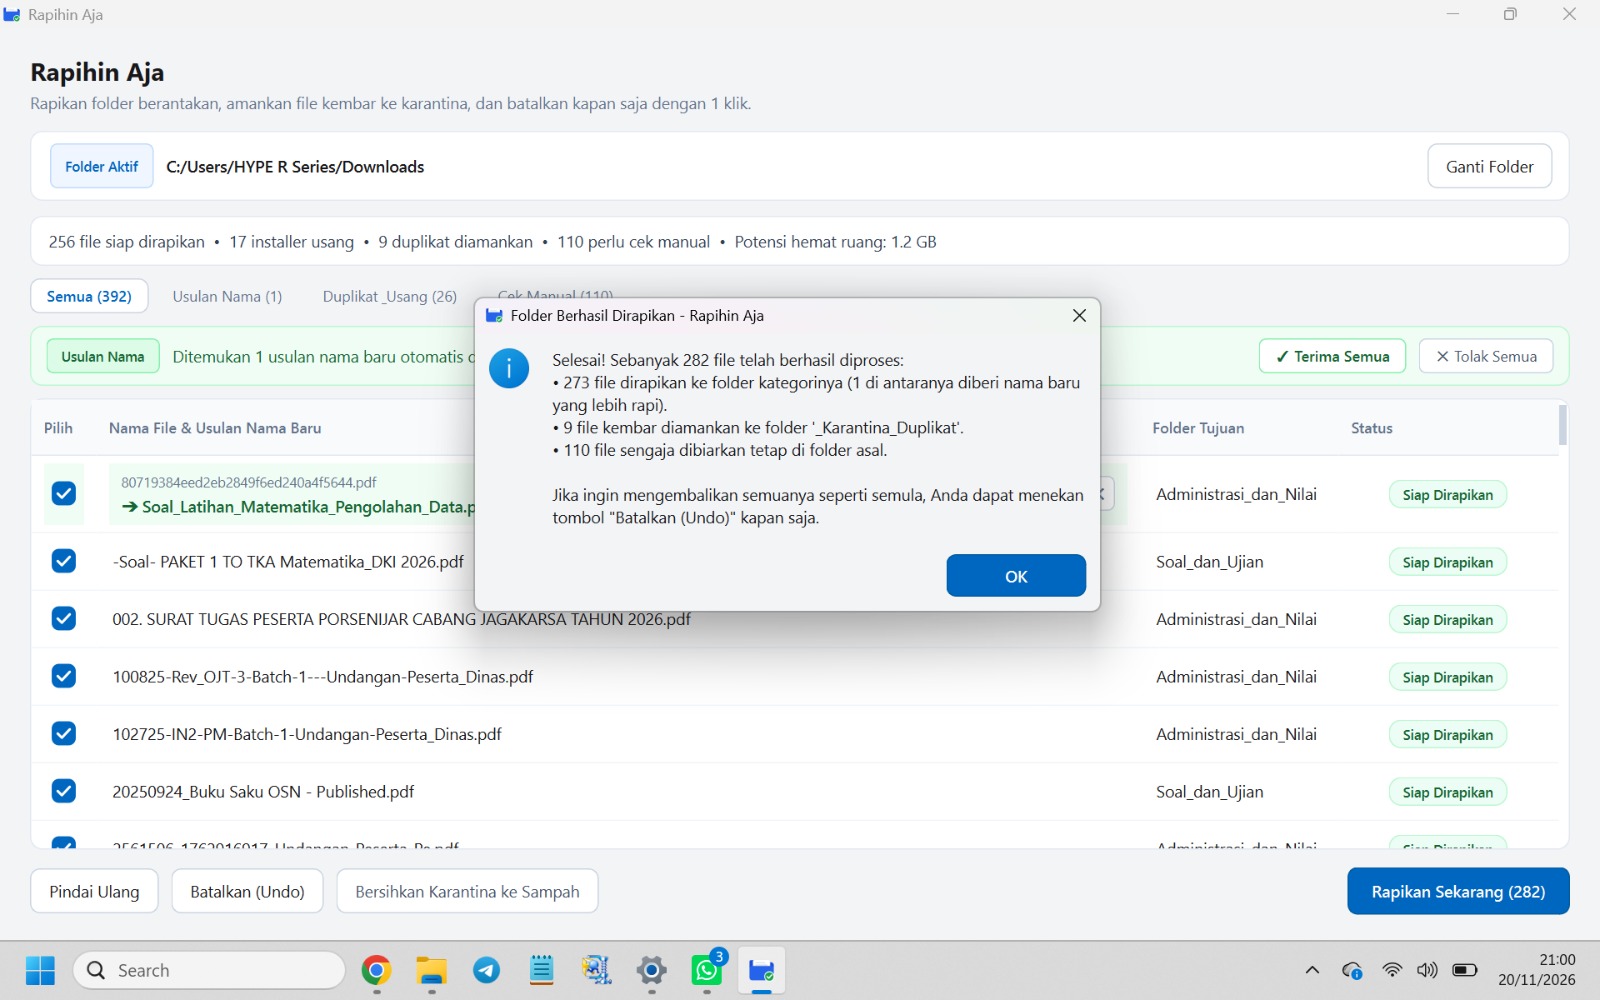 Rapihin Aja
Rapihin Aja
Rapikan folder berantakan, amankan file kembar ke karantina, dan batalkan kapan saja dengan 1 klik.
Folder Aktif
C:/Users/HYPE R Series/Downloads
Ganti Folder
256 file siap dirapikan • 17 installer usang • 9 duplikat diamankan • 110 perlu cek manual • Potensi hemat ruang: 1.2 GB
Semua (392)
Usulan Nama (1)
Duplikat _Usang (26)
Cek Manual (110)
Usulan Nama
Ditemukan 1 usulan nama baru otomatis
✓ Terima Semua
✕ Tolak Semua
Folder Berhasil Dirapikan - Rapihin Aja
Selesai! Sebanyak 282 file telah berhasil diproses:
• 273 file dirapikan ke folder kategorinya (1 di antaranya diberi nama baru
yang lebih rapi).
• 9 file kembar diamankan ke folder '_Karantina_Duplikat'.
• 110 file sengaja dibiarkan tetap di folder asal.
Jika ingin mengembalikan semuanya seperti semula, Anda dapat menekan
tombol "Batalkan (Undo)" kapan saja.
OK
Pilih
Nama File & Usulan Nama Baru
Folder Tujuan
Status
80719384eed2eb2849f6ed240a4f5644.pdf
➔ Soal_Latihan_Matematika_Pengolahan_Data.p
Administrasi_dan_Nilai
Siap Dirapikan
-Soal- PAKET 1 TO TKA Matematika_DKI 2026.pdf
Soal_dan_Ujian
Siap Dirapikan
002. SURAT TUGAS PESERTA PORSENIJAR CABANG JAGAKARSA TAHUN 2026.pdf
Administrasi_dan_Nilai
Siap Dirapikan
100825-Rev_OJT-3-Batch-1---Undangan-Peserta_Dinas.pdf
Administrasi_dan_Nilai
Siap Dirapikan
102725-IN2-PM-Batch-1-Undangan-Peserta_Dinas.pdf
Administrasi_dan_Nilai
Siap Dirapikan
20250924_Buku Saku OSN - Published.pdf
Soal_dan_Ujian
Siap Dirapikan
Administrasi_dan_Nilai
Siap Dirapikan
Pindai Ulang
Batalkan (Undo)
Bersihkan Karantina ke Sampah
Rapikan Sekarang (282)
Search
3
21:00
20/11/2026